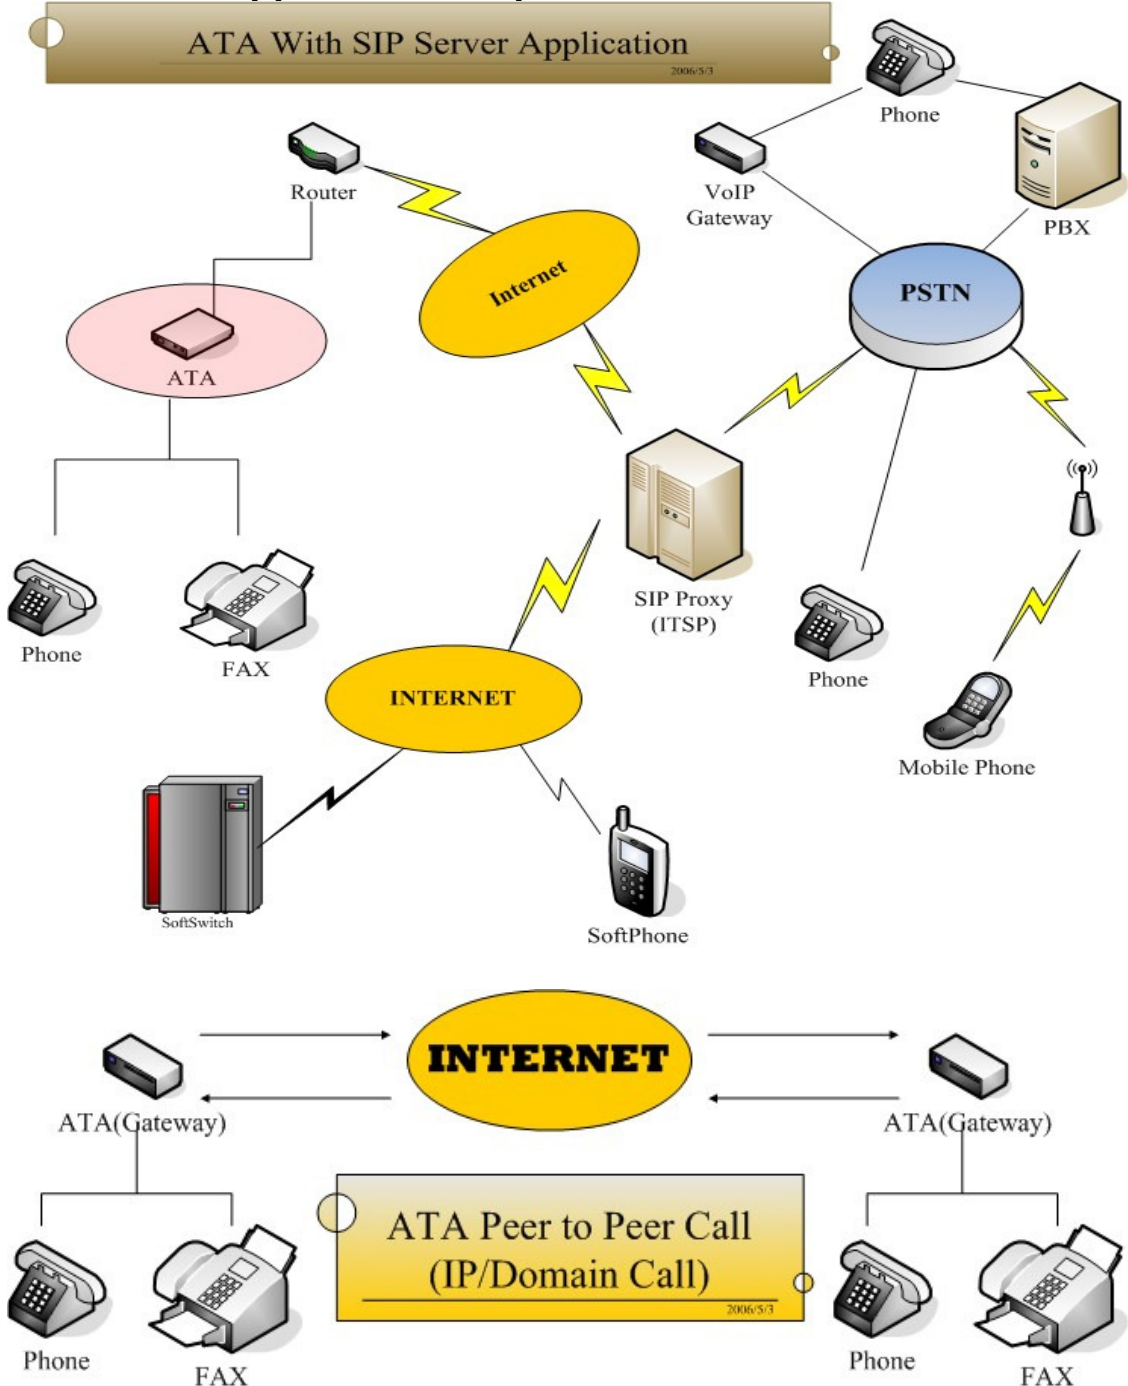 ATA With SIP Server Application
2006/5/3
Phone
Router
VoIP
Gateway
PBX
Internet
PSTN
ATA
SIP Proxy
(ITSP)
Phone
FAX
Phone
INTERNET
Mobile Phone
SoftSwitch
SoftPhone
INTERNET
ATA(Gateway)
ATA(Gateway)
ATA Peer to Peer Call
(IP/Domain Call)
2006/5/3
Phone
FAX
Phone
FAX